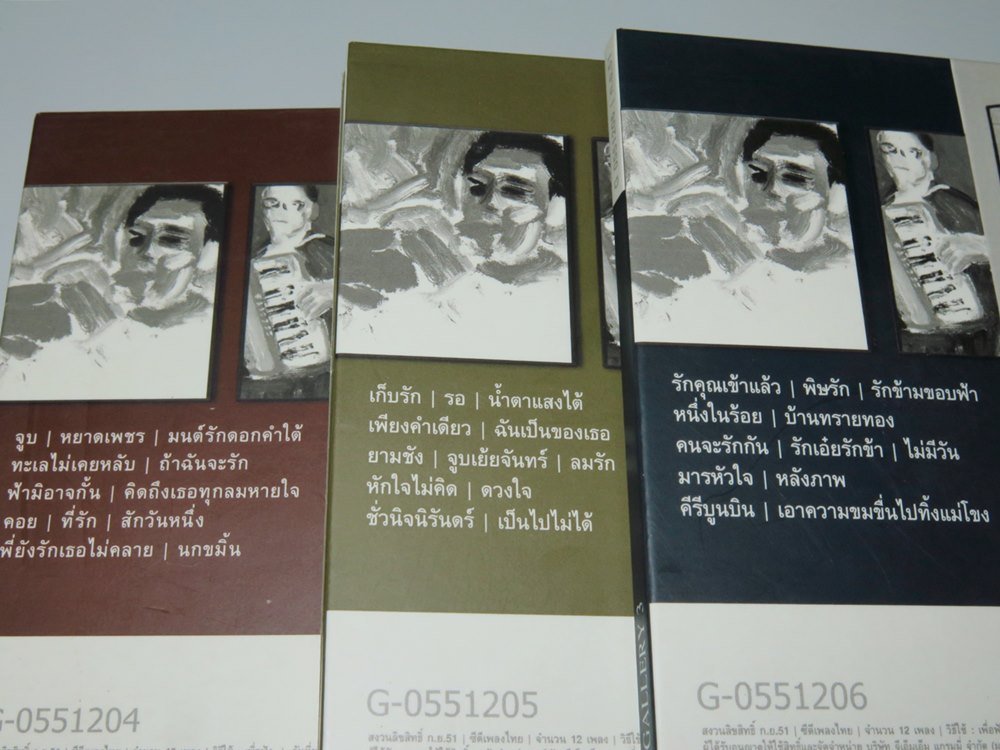 จูบ | หยาดเพชร | มนต์รักดอกคำใต้
ทะเลไม่เคยหลับ | ถ้าฉันจะรัก
ฟ้ามิอาจกั้น | คิดถึงเธอทุกลมหายใจ
คอย | ที่รัก | สักวันหนึ่ง
พี่ยังรักเธอไม่คลาย | นกขมิ้น
G-0551204
เก็บรัก | รอ | น้ำตาแสงไต้
เพียงคำเดียว | ฉันเป็นของเธอ
ยามชัง | จูบเย้ยจันทร์ | ลมรัก
หักใจไม่คิด | ดวงใจ
ชั่วนิจนิรันดร์ | เป็นไปไม่ได้
G-0551205
สงวนลิขสิทธิ์ ก.ย.51 | ซีดีเพลงไทย | จำนวน 12 เพลง | วิธีใช้
GALLERY 3
รักคุณเข้าแล้ว | พิษรัก | รักข้ามขอบฟ้า
หนึ่งในร้อย | บ้านทรายทอง
คนจะรักกัน | รักเอ๋ยรักข้า | ไม่มีวัน
มารหัวใจ | หลังภาพ
คีรีบูนบิน | เอาความขมขื่นไปทิ้งแม่โขง
G-0551206
สงวนลิขสิทธิ์ ก.ย.51 | ซีดีเพลงไทย | จำนวน 12 เพลง | วิธีใช้ : เพื่อฟัง